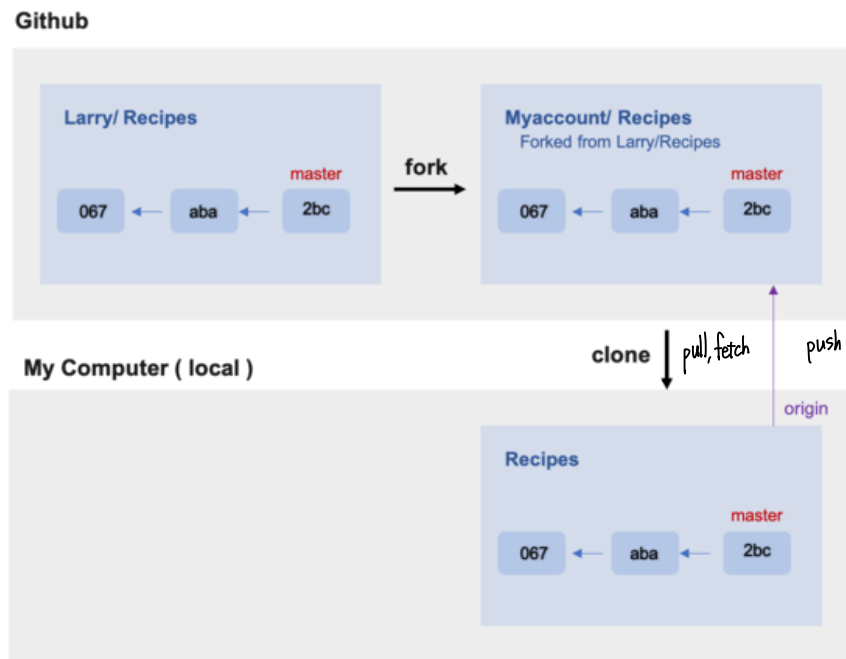 Github
Larry/ Recipes
master
067
aba
2bc
fork
Myaccount/ Recipes
Forked from Larry/Recipes
master
067
aba
2bc
clone
pull, fetch
push
My Computer ( local )
origin
Recipes
master
067
aba
2bc